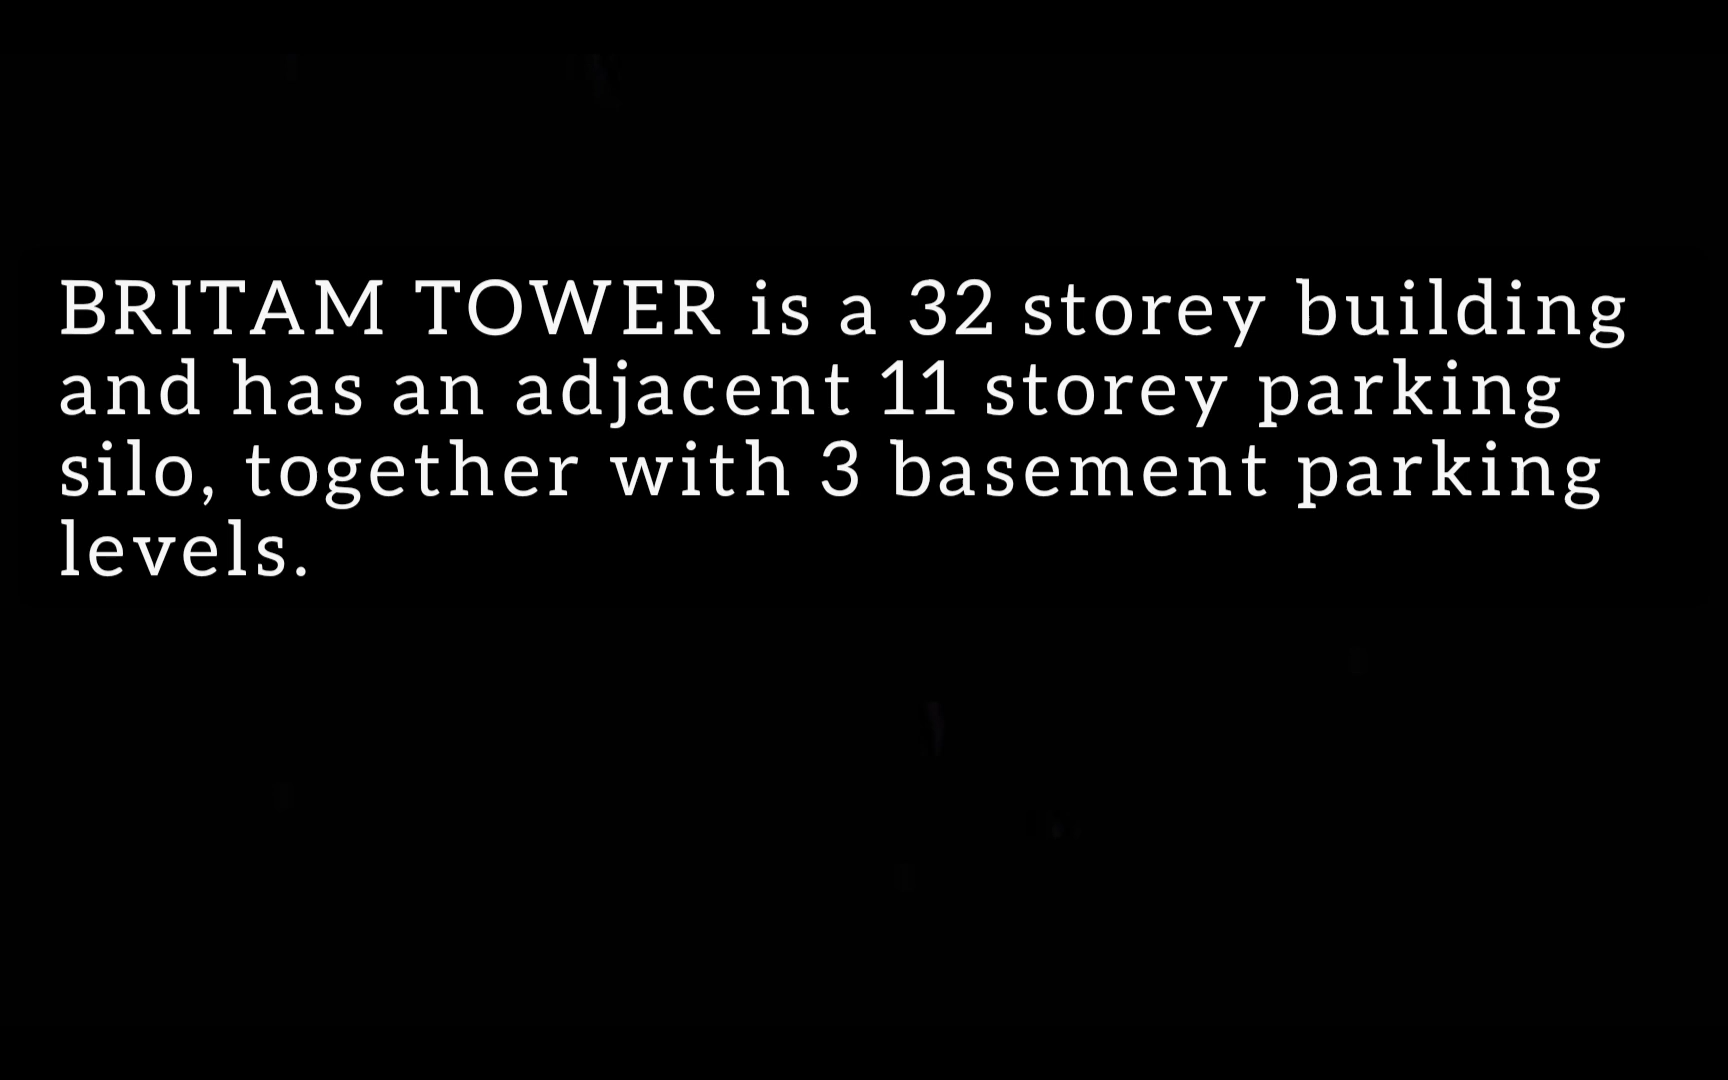 BRITAM TOWER is a 32 storey building
and has an adjacent 11 storey parking
silo, together with 3 basement parking
levels.